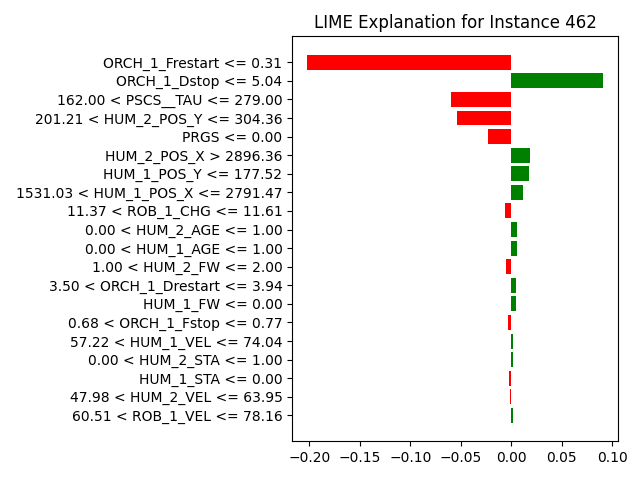 LIME Explanation for Instance 462
ORCH_1_Frestart <= 0.31
ORCH_1_Dstop <= 5.04
162.00 < PSCS__TAU <= 279.00
201.21 < HUM_2_POS_Y <= 304.36
PRGS <= 0.00
HUM_2_POS_X > 2896.36
HUM_1_POS_Y <= 177.52
1531.03 < HUM_1_POS_X <= 2791.47
11.37 < ROB_1_CHG <= 11.61
0.00 < HUM_2_AGE <= 1.00
0.00 < HUM_1_AGE <= 1.00
1.00 < HUM_2_FW <= 2.00
3.50 < ORCH_1_Drestart <= 3.94
HUM_1_FW <= 0.00
0.68 < ORCH_1_Fstop <= 0.77
57.22 < HUM_1_VEL <= 74.04
0.00 < HUM_2_STA <= 1.00
HUM_1_STA <= 0.00
47.98 < HUM_2_VEL <= 63.95
60.51 < ROB_1_VEL <= 78.16
−0.20 −0.15 −0.10 −0.05 0.00 0.05 0.10